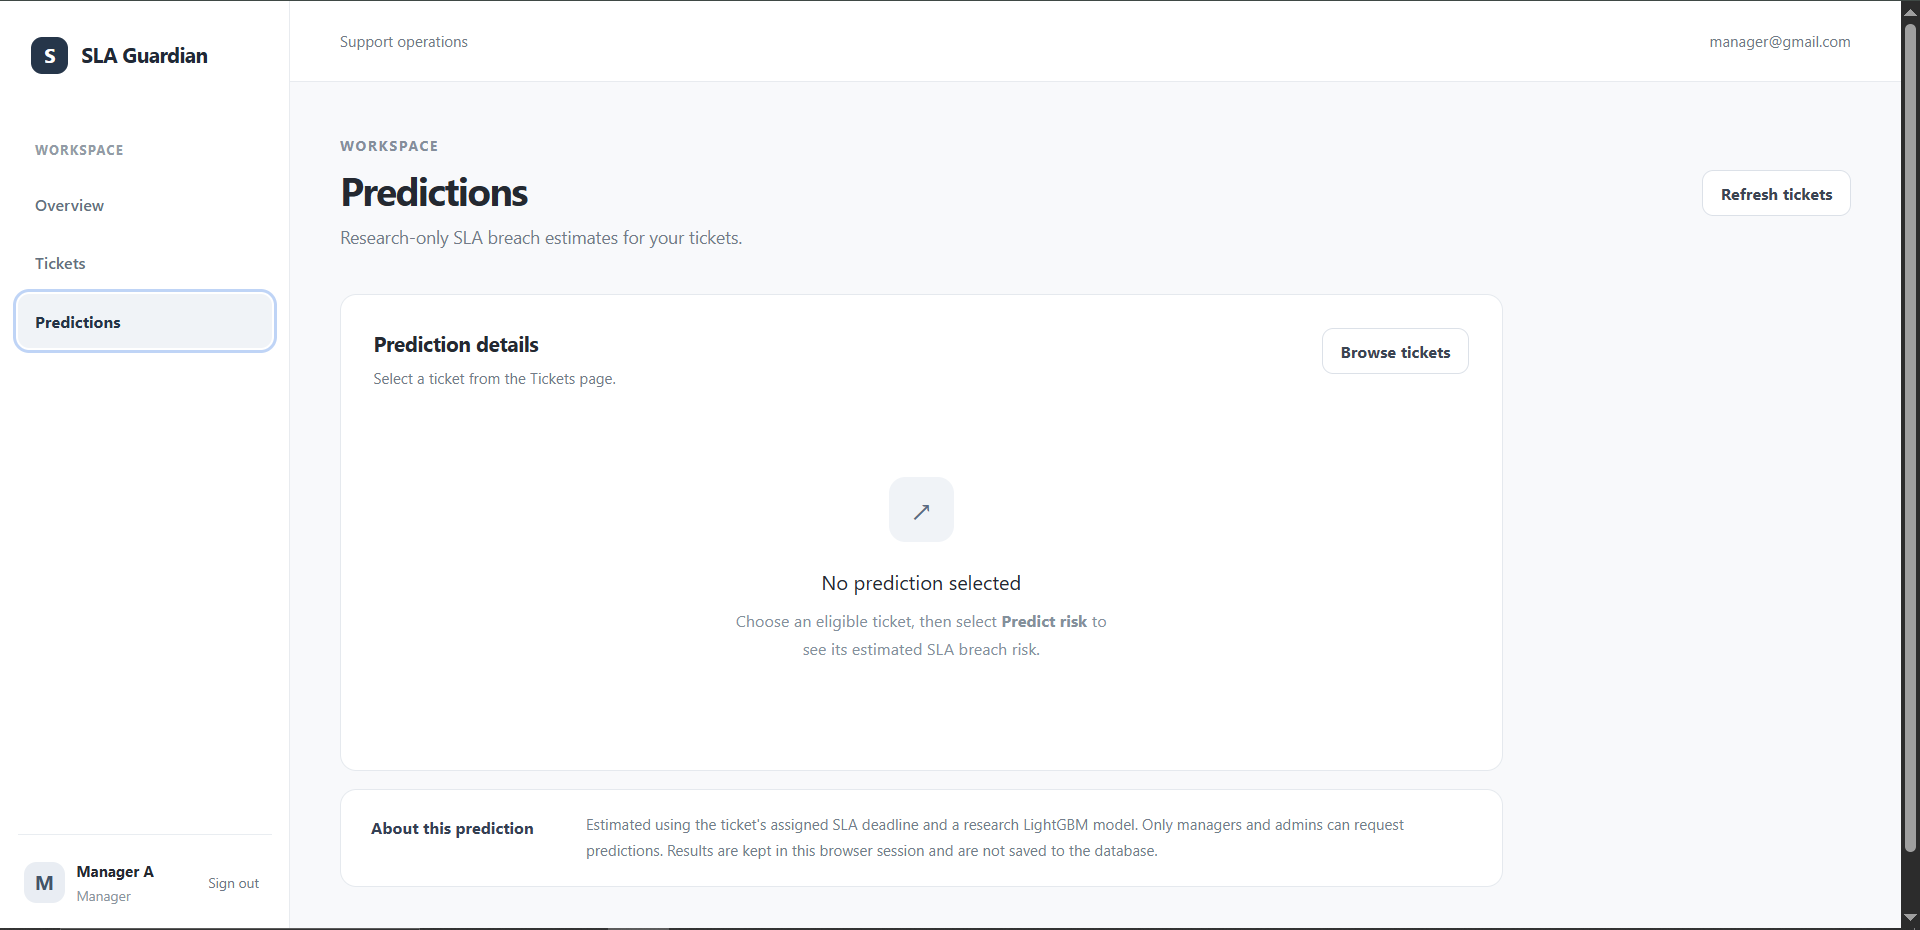 S SLA Guardian
WORKSPACE
Overview
Tickets
Predictions
M
Manager A
Manager
Sign out
Support operations
manager@gmail.com
WORKSPACE
Predictions
Research-only SLA breach estimates for your tickets.
Refresh tickets
Prediction details
Select a ticket from the Tickets page.
Browse tickets
No prediction selected
Choose an eligible ticket, then select Predict risk to
see its estimated SLA breach risk.
About this prediction
Estimated using the ticket's assigned SLA deadline and a research LightGBM model. Only managers and admins can request
predictions. Results are kept in this browser session and are not saved to the database.